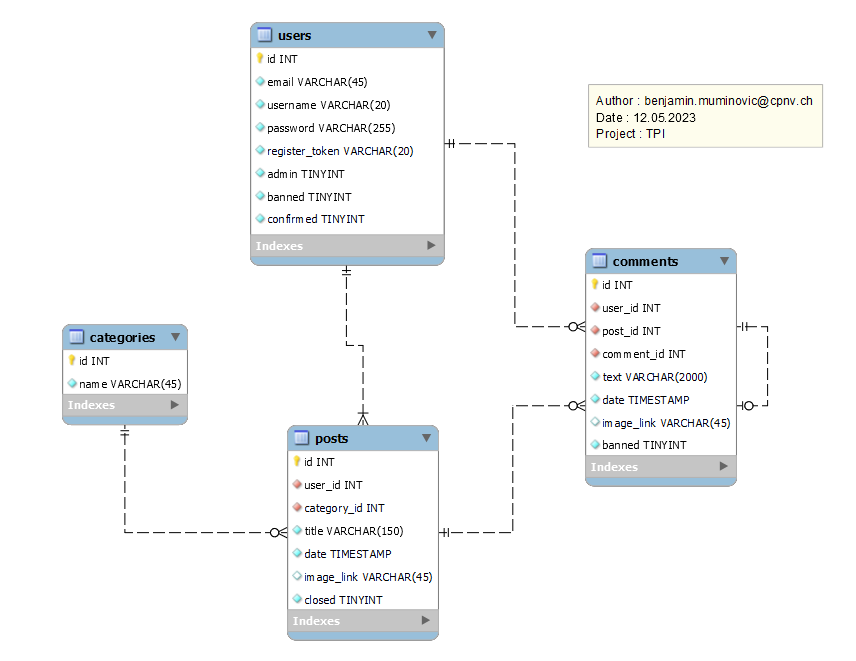 users
id INT
email VARCHAR(45)
username VARCHAR(20)
password VARCHAR(255)
register_token VARCHAR(20)
admin TINYINT
banned TINYINT
confirmed TINYINT
Indexes
Author : benjamin.muminovic@cpnv.ch
Date : 12.05.2023
Project : TPI
comments
id INT
user_id INT
post_id INT
comment_id INT
text VARCHAR(2000)
date TIMESTAMP
image_link VARCHAR(45)
banned TINYINT
Indexes
categories
id INT
name VARCHAR(45)
Indexes
posts
id INT
user_id INT
category_id INT
title VARCHAR(150)
date TIMESTAMP
image_link VARCHAR(45)
closed TINYINT
Indexes